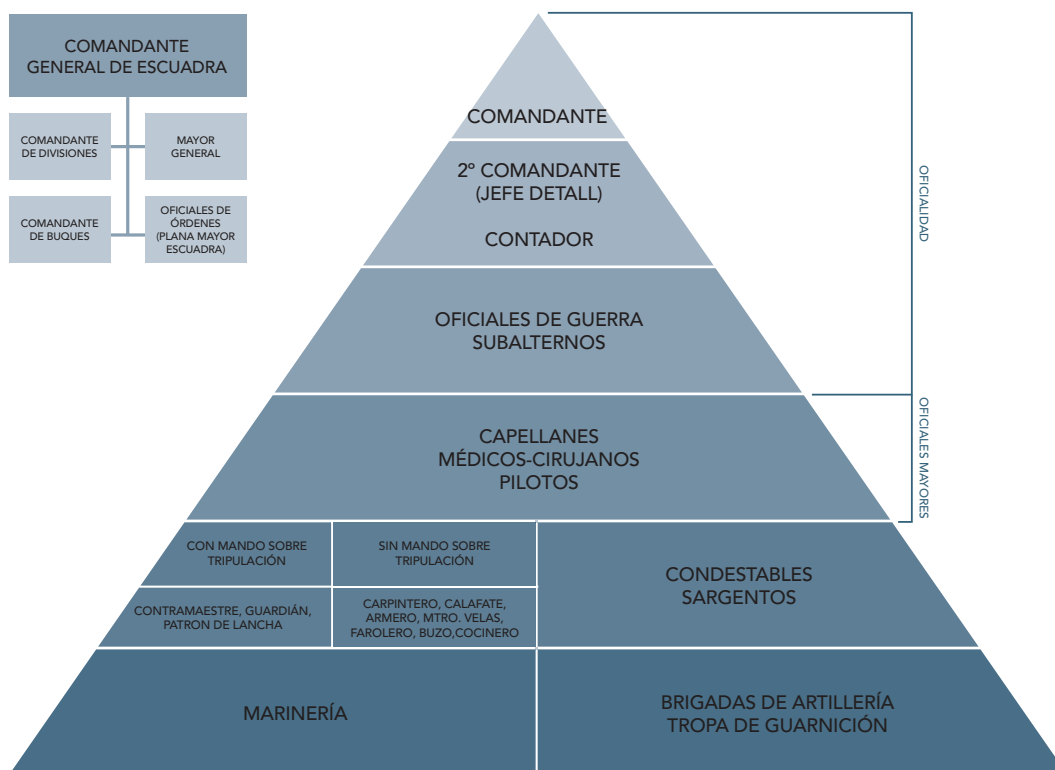 COMANDANTE
GENERAL DE ESCUADRA
COMANDANTE
DE DIVISIONES
MAYOR
GENERAL
COMANDANTE
DE BUQUES
OFICIALES DE
ÓRDENES
(PLANA MAYOR
ESCUADRA)
COMANDANTE
2º COMANDANTE
(JEFE DETALL)
CONTADOR
OFICIALES DE GUERRA
SUBALTERNOS
CAPELLANES
MÉDICOS-CIRUJANOS
PILOTOS
CON MANDO SOBRE
TRIPULACIÓN
SIN MANDO SOBRE
TRIPULACIÓN
CONTRAMAESTRE, GUARDIÁN,
PATRON DE LANCHA
CARPINTERO, CALAFATE,
ARMERO, MTRO. VELAS,
FAROLERO, BUZO,COCINERO
CONDESTABLES
SARGENTOS
MARINERÍA
BRIGADAS DE ARTILLERÍA
TROPA DE GUARNICIÓN
OFICIALIDAD
OFICIALES MAYORES